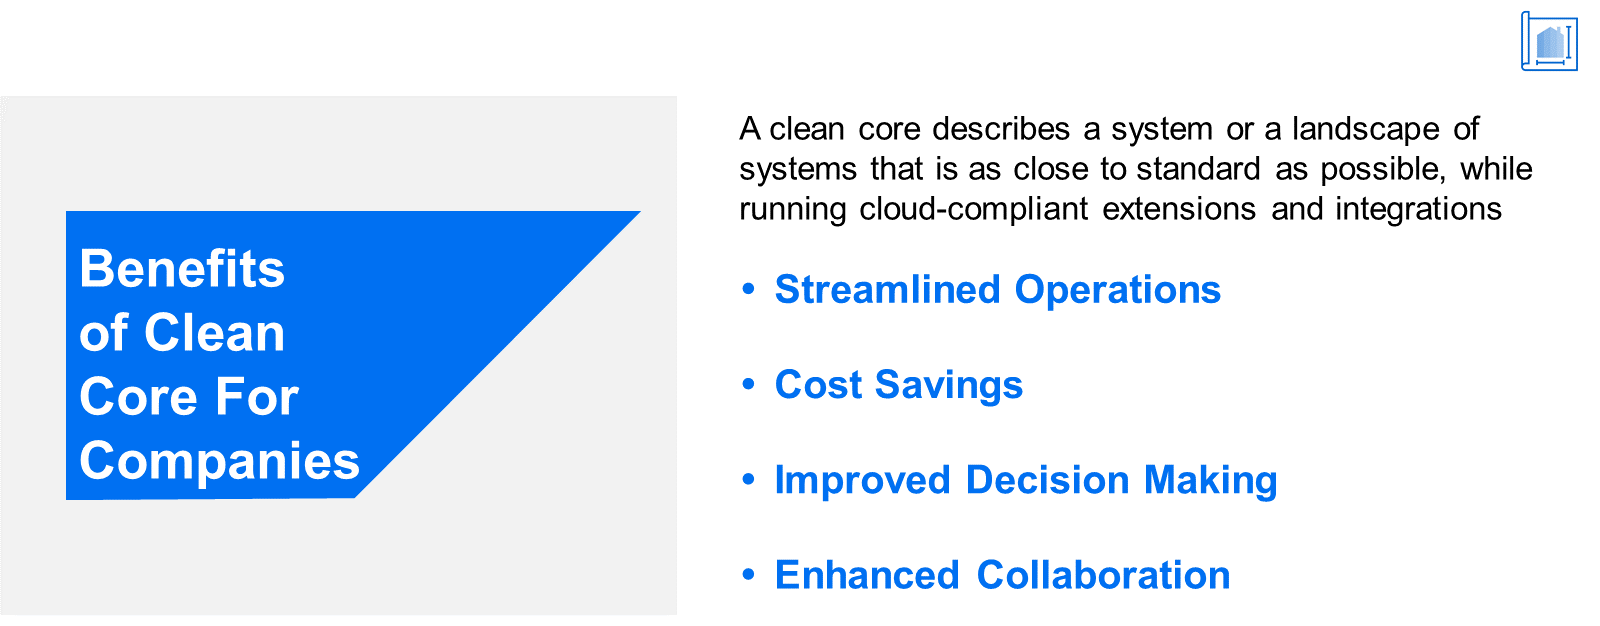 Benefits
of Clean
Core For
Companies
A clean core describes a system or a landscape of
systems that is as close to standard as possible, while
running cloud-compliant extensions and integrations
• Streamlined Operations
• Cost Savings
• Improved Decision Making
• Enhanced Collaboration